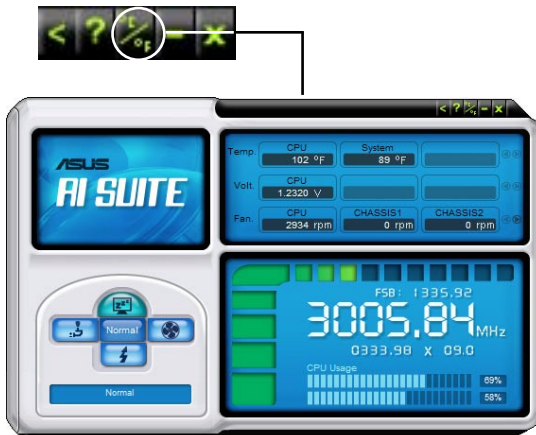 < ? °C/°F - x
< ? °C/°F - x
ASUS
AI SUITE
Temp. CPU 102 °F System 89 °F
Volt. CPU 1.2320 V
Fan. CPU 2934 rpm CHASSIS1 0 rpm CHASSIS2 0 rpm
Normal
Normal
FSB: 1335.92
3005.84 MHz
0333.98 x 09.0
CPU Usage
69%
58%